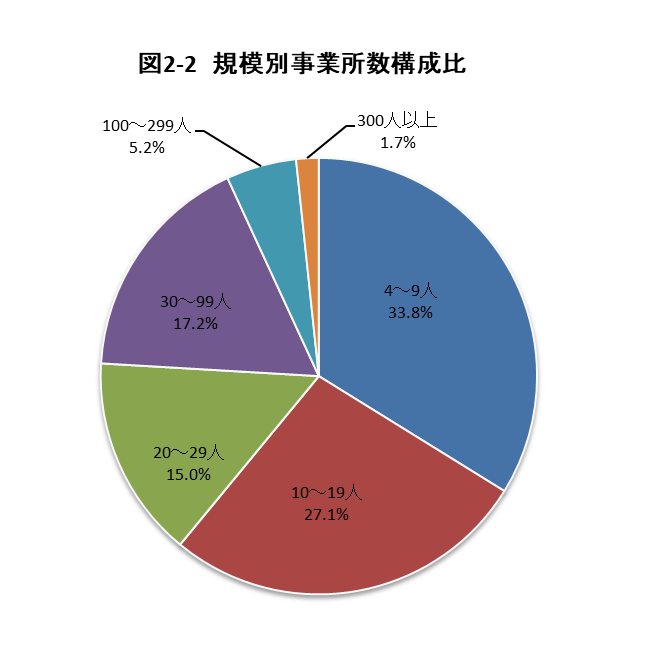 図2-2 規模別事業所数構成比
100～299人
5.2%
300人以上
1.7%
4～9人
33.8%
30～99人
17.2%
20～29人
15.0%
10～19人
27.1%